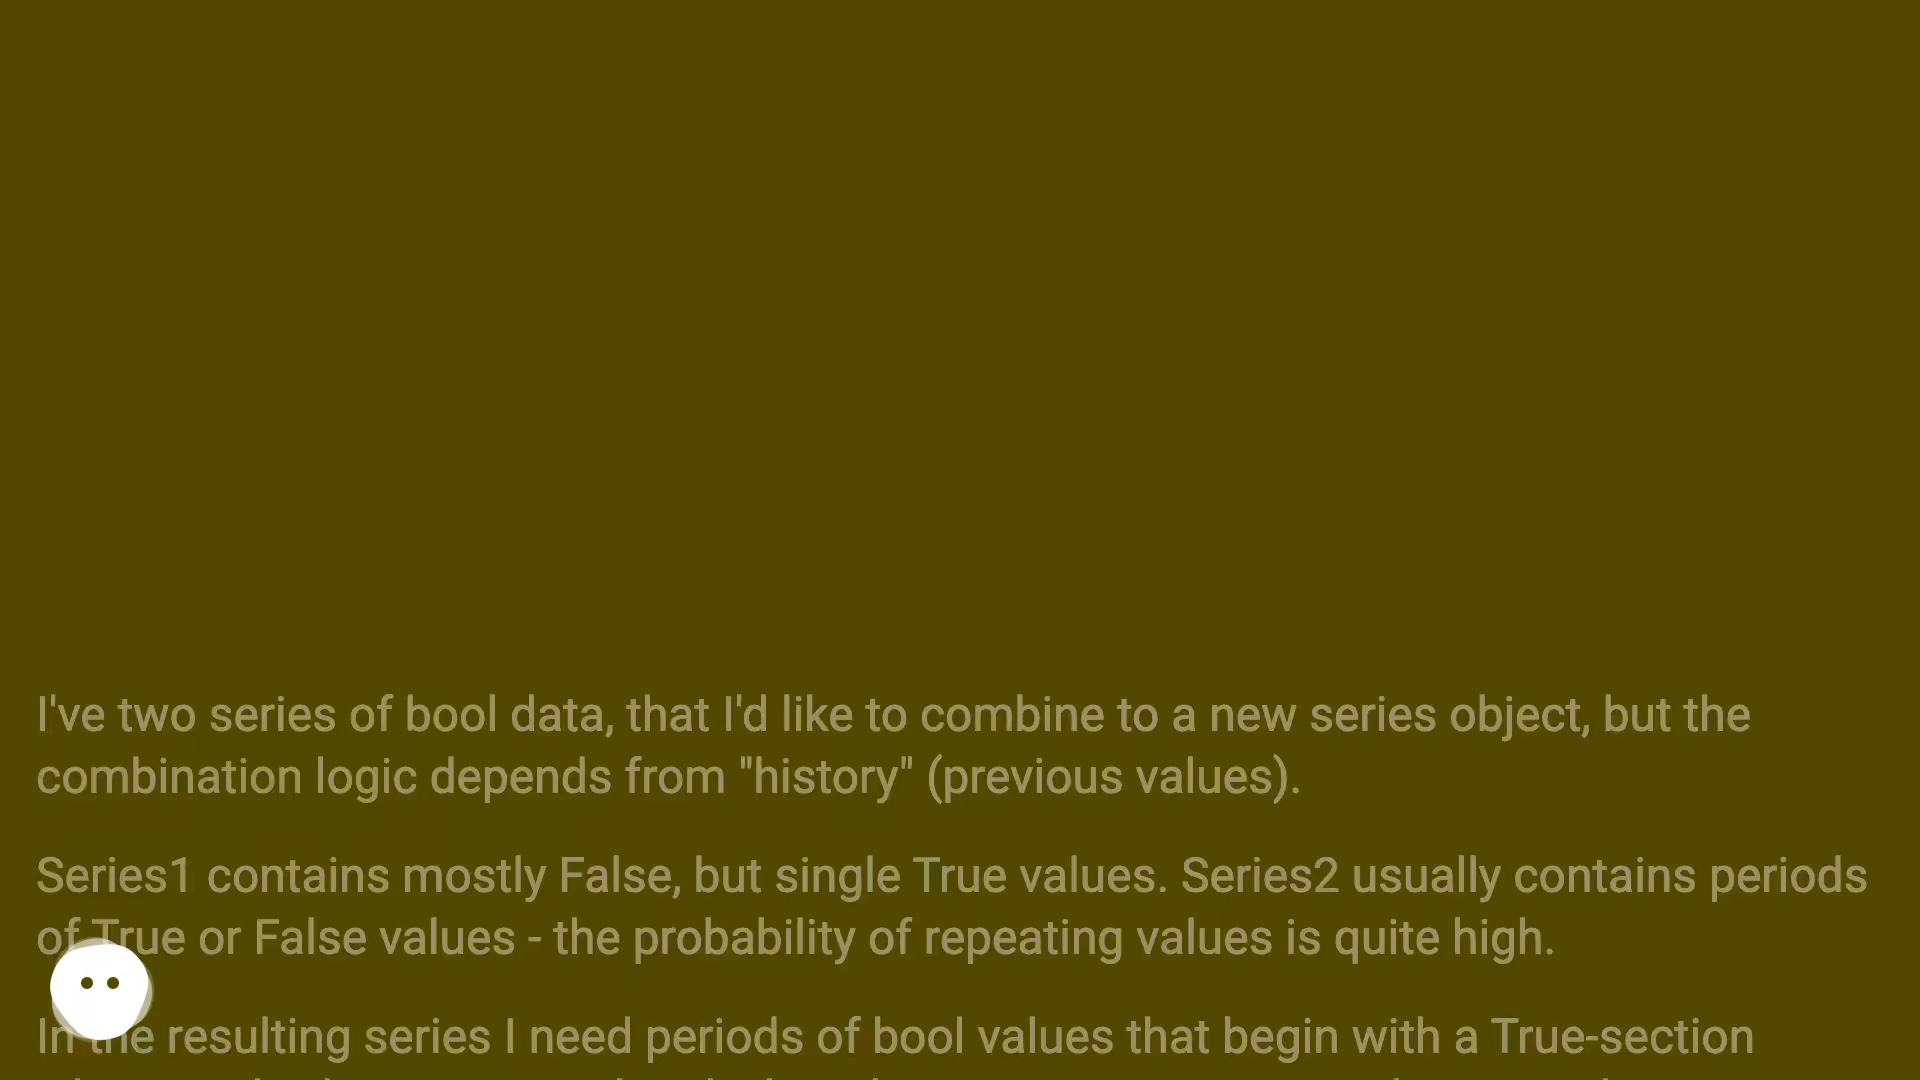 I've two series of bool data, that I'd like to combine to a new series object, but the
combination logic depends from "history" (previous values).
Series1 contains mostly False, but single True values. Series2 usually contains periods
of True or False values - the probability of repeating values is quite high.
In the resulting series I need periods of bool values that begin with a True-section